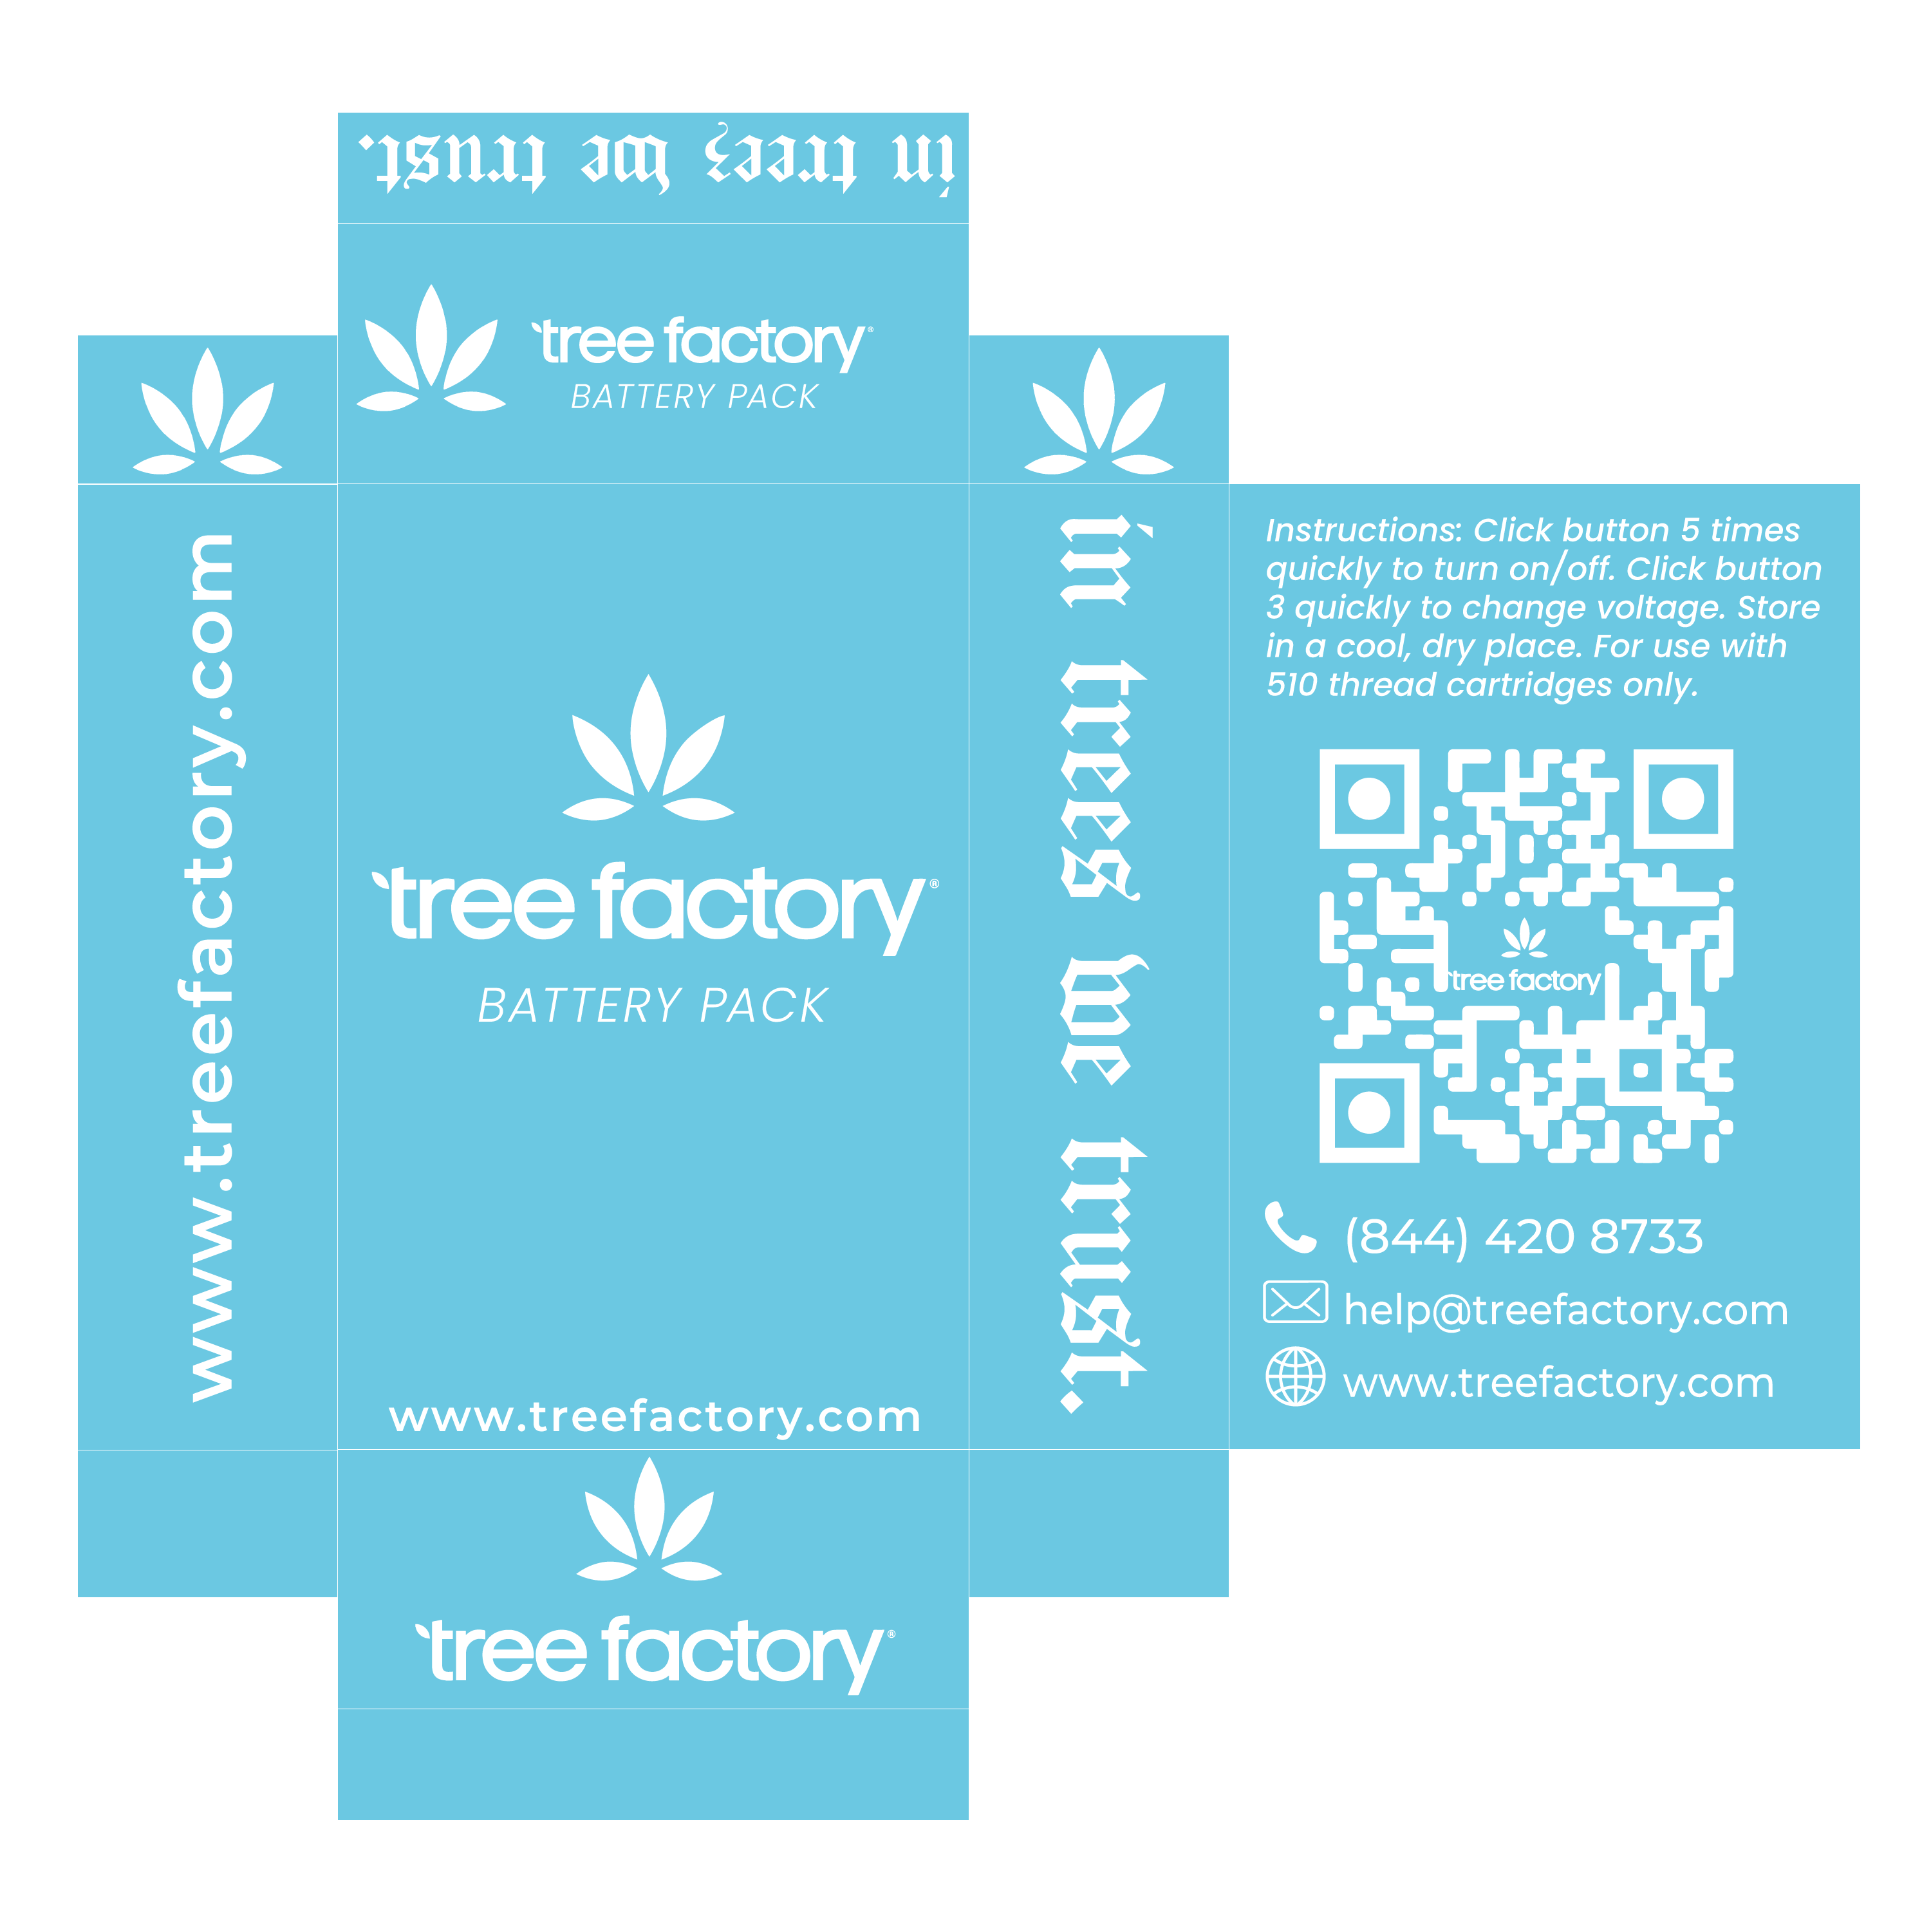 in trees we trust.
tree factory®
BATTERY PACK
www.treefactory.com
tree factory®
BATTERY PACK
www.treefactory.com
in trees we trust.
Instructions: Click button 5 times
quickly to turn on/off. Click button
3 quickly to change voltage. Store
in a cool, dry place. For use with
510 thread cartridges only.
tree factory
(844) 420 8733
help@treefactory.com
www.treefactory.com
tree factory®